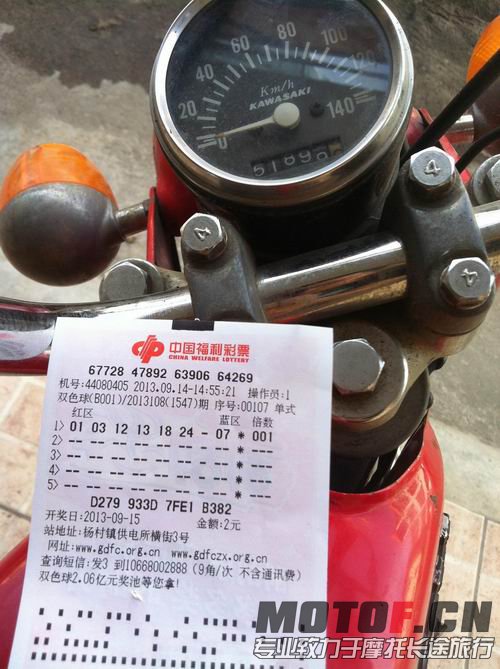 20
40
60
80
100
120
140
0
Km/h
KAWASAKI
4
4
4
中国福利彩票
CHINA WELFARE LOTTERY
67728 47892 63906 64269
机号:44080405 2013.09.14-14:55:21 操作员:1
双色球(B001)/2013108(1547)期 序号:00107 单式
红区 蓝区 倍数
1> 01 03 12 13 18 24 - 07 * 001
2> -- -- -- -- -- -- - -- * --
3> -- -- -- -- -- -- - -- * --
4> -- -- -- -- -- -- - -- * --
5> -- -- -- -- -- -- - -- * --
D279 933D 7FE1 B382
开奖日:2013-09-15 金额:2元
站地址:杨村镇供电所横街3号
网址:www.gdfc.org.cn www.gdfczx.org.cn
查询短信:发3 到10668002888(9角/次 不含通讯费)
双色球2.06亿元奖池等您拿!
MOTOF.CN
专业致力于摩托长途旅行